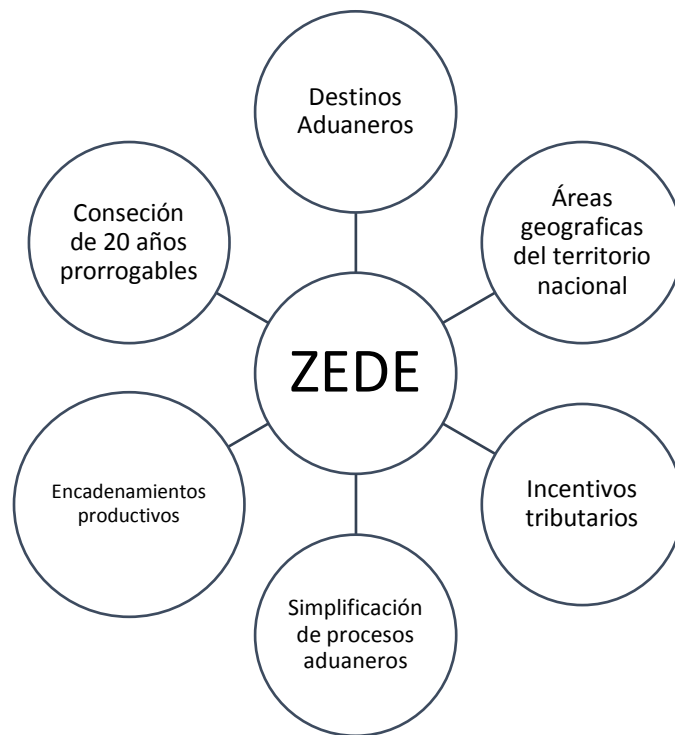 Destinos
Aduaneros
Conseción
de 20 años
prorrogables
Áreas
geograficas
del territorio
nacional
ZEDE
Encadenamientos
productivos
Incentivos
tributarios
Simplificación
de procesos
aduaneros